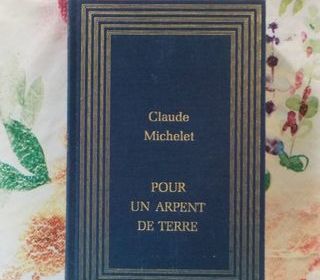 Claude
Michelet
POUR
UN ARPENT
DE TERRE